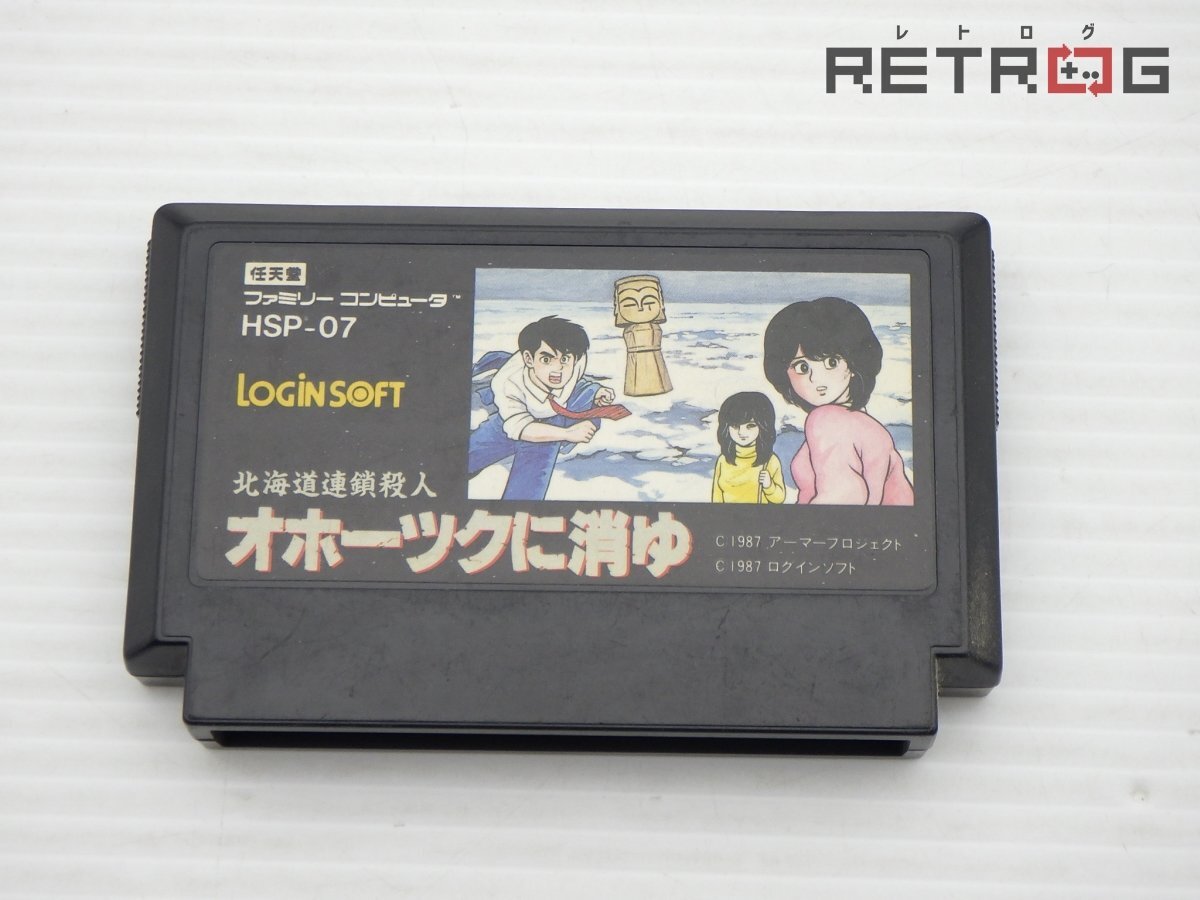 レトログ
RETROG
任天堂
ファミリー コンピュータ™
HSP-07
LOGiN SOFT
北海道連鎖殺人
オホーツクに消ゆ
C 1987 アーマープロジェクト
C 1987 ログインソフト